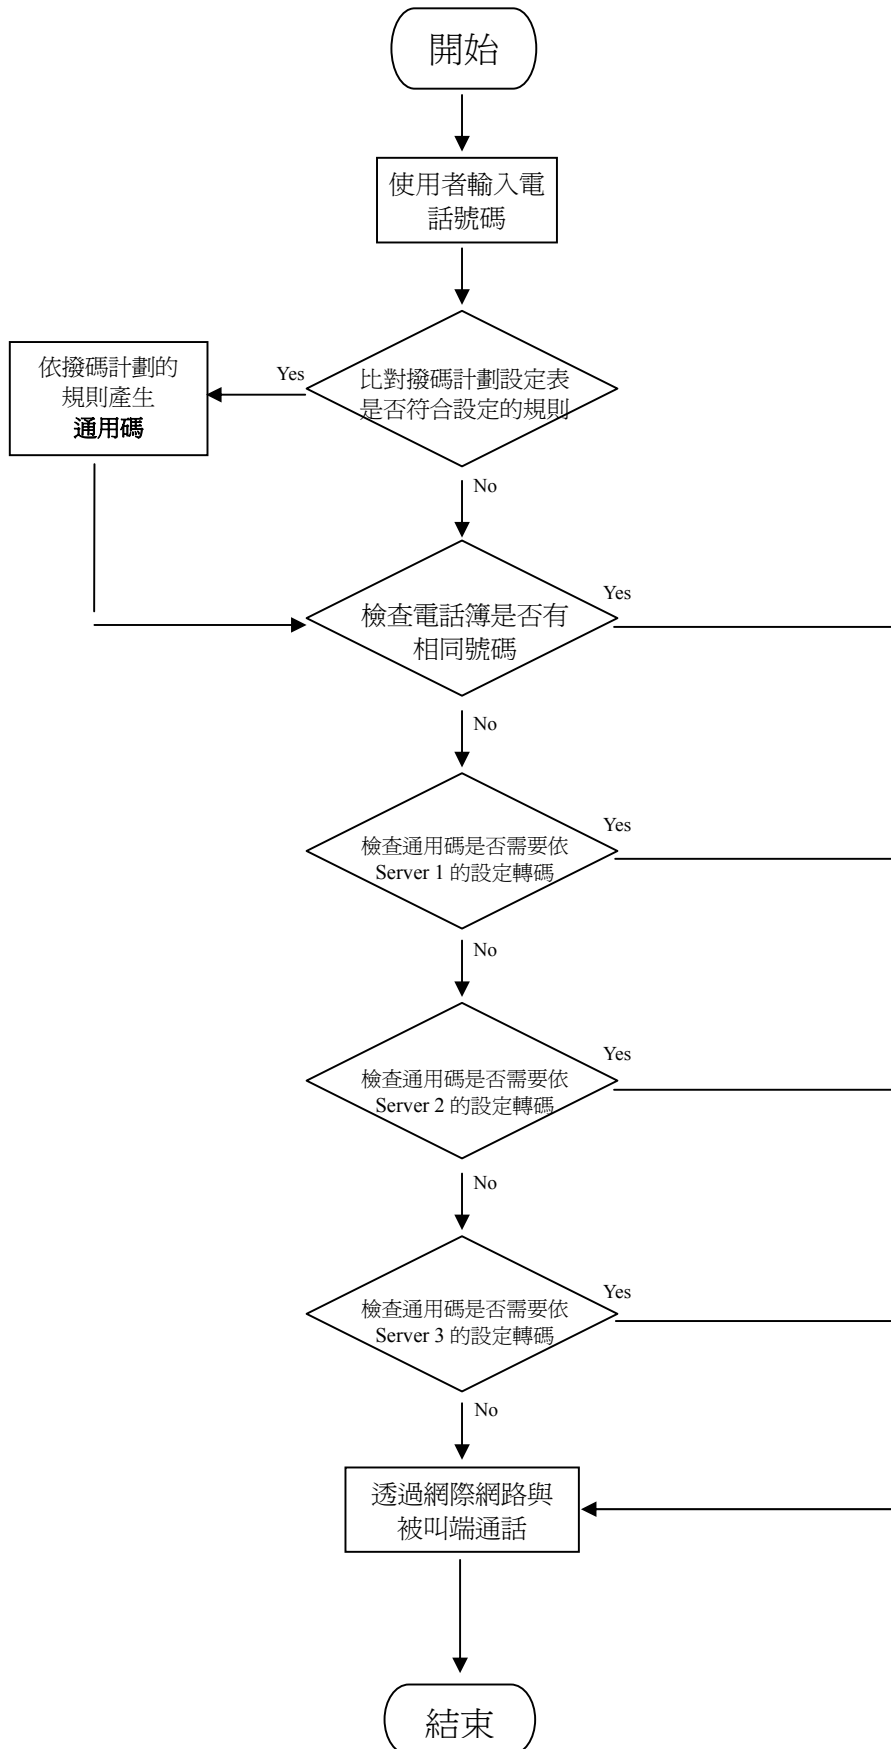 開始
使用者輸入電
話號碼
依撥碼計劃的
規則產生
通用碼
Yes
比對撥碼計劃設定表
是否符合設定的規則
No
檢查電話簿是否有
相同號碼
Yes
No
檢查通用碼是否需要依
Server 1 的設定轉碼
Yes
No
檢查通用碼是否需要依
Server 2 的設定轉碼
Yes
No
檢查通用碼是否需要依
Server 3 的設定轉碼
Yes
No
透過網際網路與
被叫端通話
結束